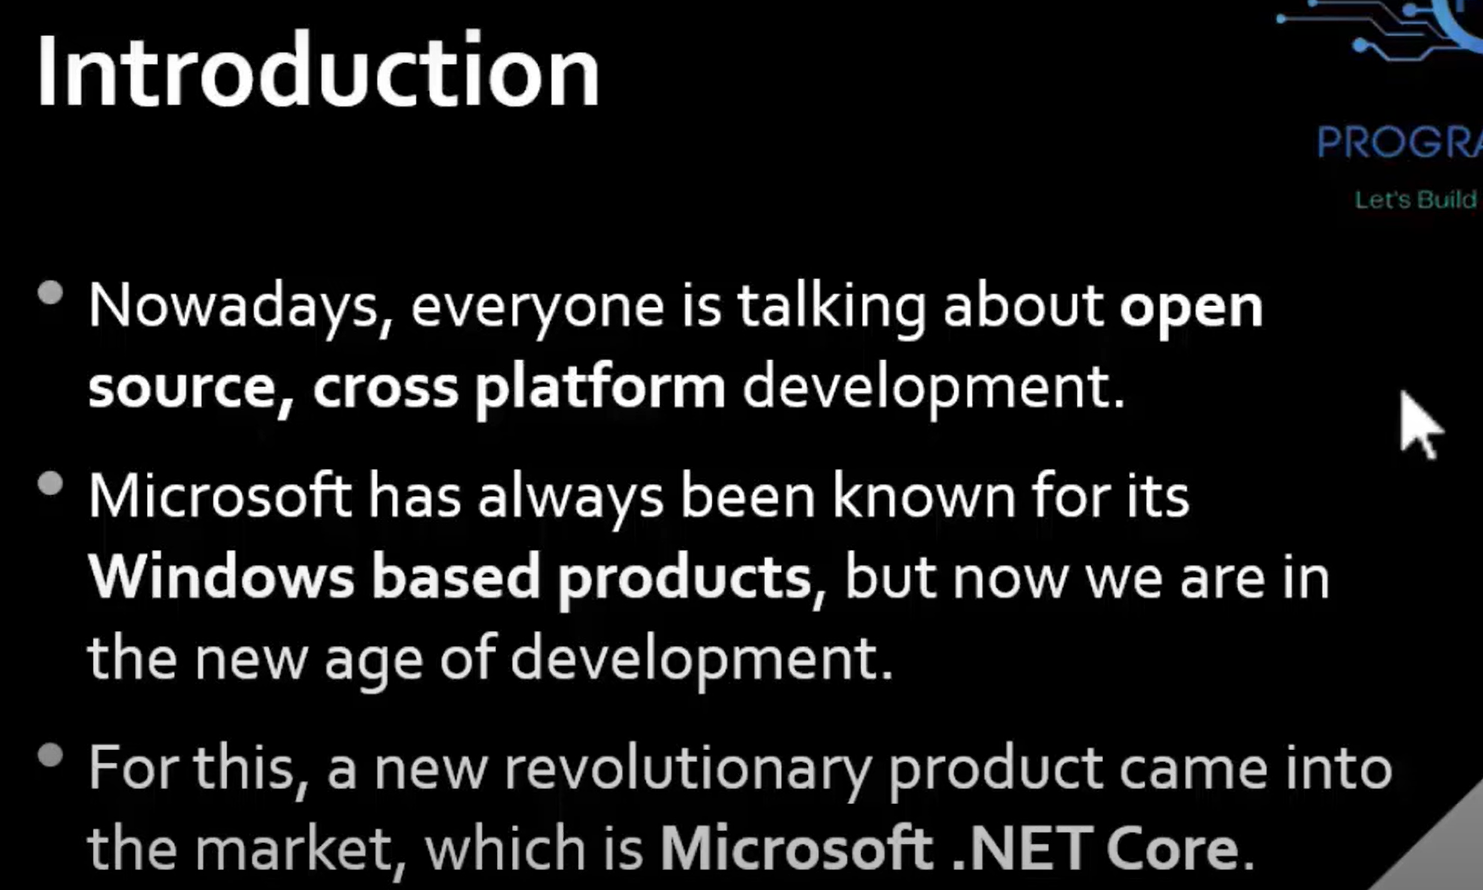 Introduction
PROGRA
Let's Build
• Nowadays, everyone is talking about open
source, cross platform development.
• Microsoft has always been known for its
Windows based products, but now we are in
the new age of development.
• For this, a new revolutionary product came into
the market, which is Microsoft .NET Core.